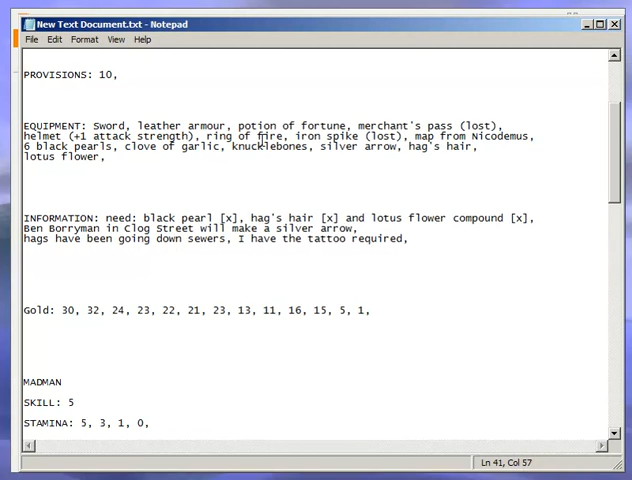 New Text Document.txt - Notepad
File Edit Format View Help
PROVISIONS: 10,
EQUIPMENT: Sword, leather armour, potion of fortune, merchant's pass (lost),
helmet (+1 attack strength), ring of fire, iron spike (lost), map from Nicodemus,
6 black pearls, clove of garlic, knucklebones, silver arrow, hag's hair,
lotus flower,
INFORMATION: need: black pearl [x], hag's hair [x] and lotus flower compound [x],
Ben Borryman in Clog Street will make a silver arrow,
hags have been going down sewers, I have the tattoo required,
Gold: 30, 32, 24, 23, 22, 21, 23, 13, 11, 16, 15, 5, 1,
MADMAN
SKILL: 5
STAMINA: 5, 3, 1, 0,
Ln 41, Col 57